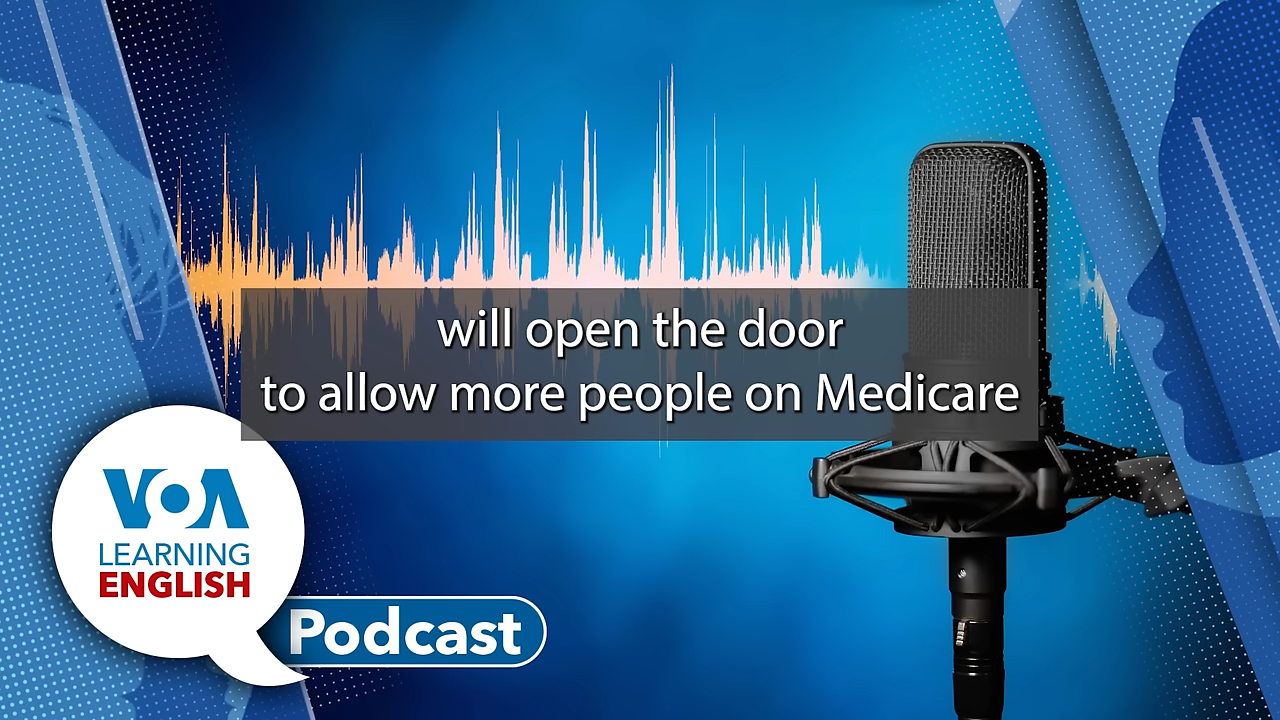 will open the door
to allow more people on Medicare
VOA
LEARNING
ENGLISH
Podcast